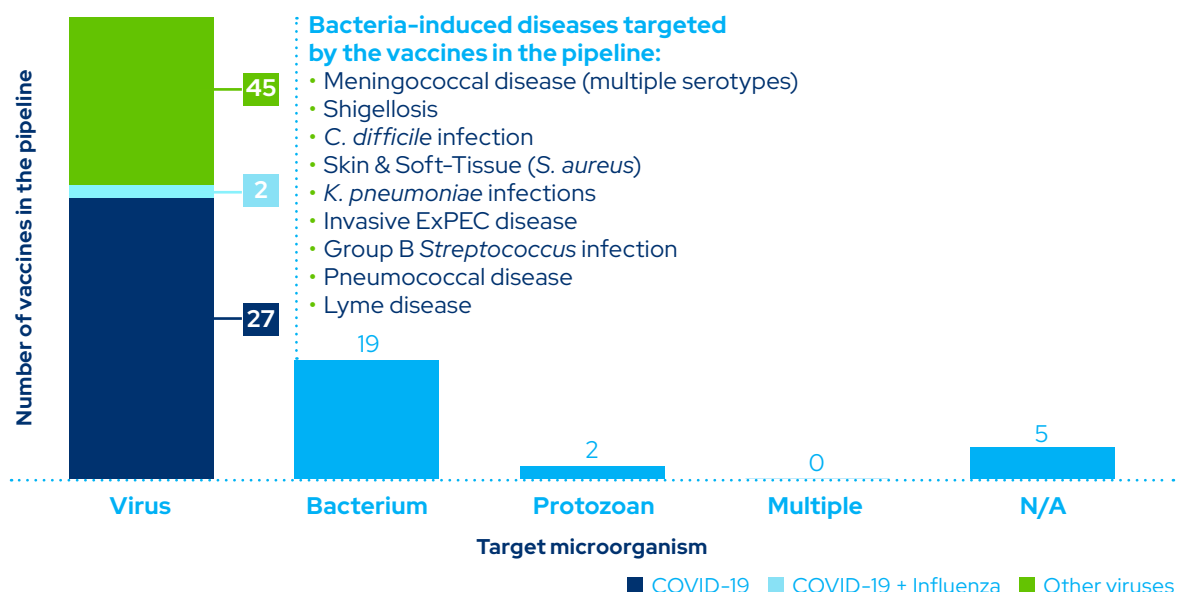 Number of vaccines in the pipeline
Bacteria-induced diseases targeted
by the vaccines in the pipeline:
• Meningococcal disease (multiple serotypes)
• Shigellosis
• C. difficile infection
• Skin & Soft-Tissue (S. aureus)
• K. pneumoniae infections
• Invasive ExPEC disease
• Group B Streptococcus infection
• Pneumococcal disease
• Lyme disease
45
2
27
19
2
0
5
Virus Bacterium Protozoan Multiple N/A
Target microorganism
COVID-19 COVID-19 + Influenza Other viruses